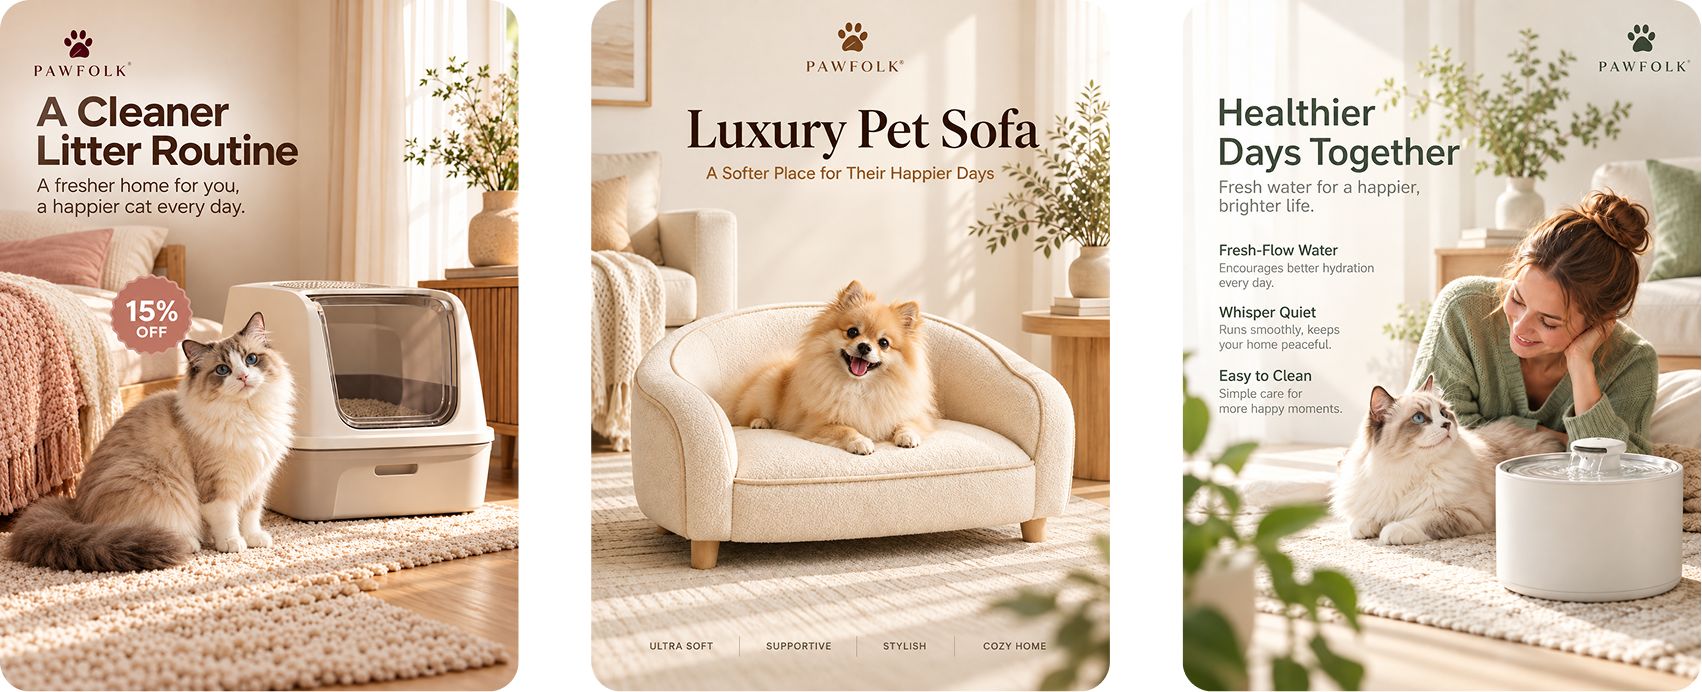 PAWFOLK®
A Cleaner
Litter Routine
A fresher home for you,
a happier cat every day.
15%
OFF
PAWFOLK®
Luxury Pet Sofa
A Softer Place for Their Happier Days
ULTRA SOFT
SUPPORTIVE
STYLISH
COZY HOME
PAWFOLK®
Healthier
Days Together
Fresh water for a happier,
brighter life.
Fresh-Flow Water
Encourages better hydration
every day.
Whisper Quiet
Runs smoothly, keeps
your home peaceful.
Easy to Clean
Simple care for
more happy moments.